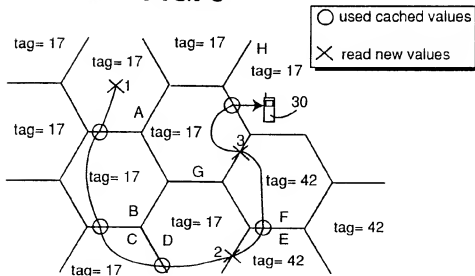 used cached values
read new values
tag= 17
tag= 17
H
tag= 17
tag= 17
1
30
A
tag= 17
tag= 17
3
tag= 17
G
tag= 42
B
tag= 17
F
C
D
E
tag= 42
2
tag= 17
tag= 42